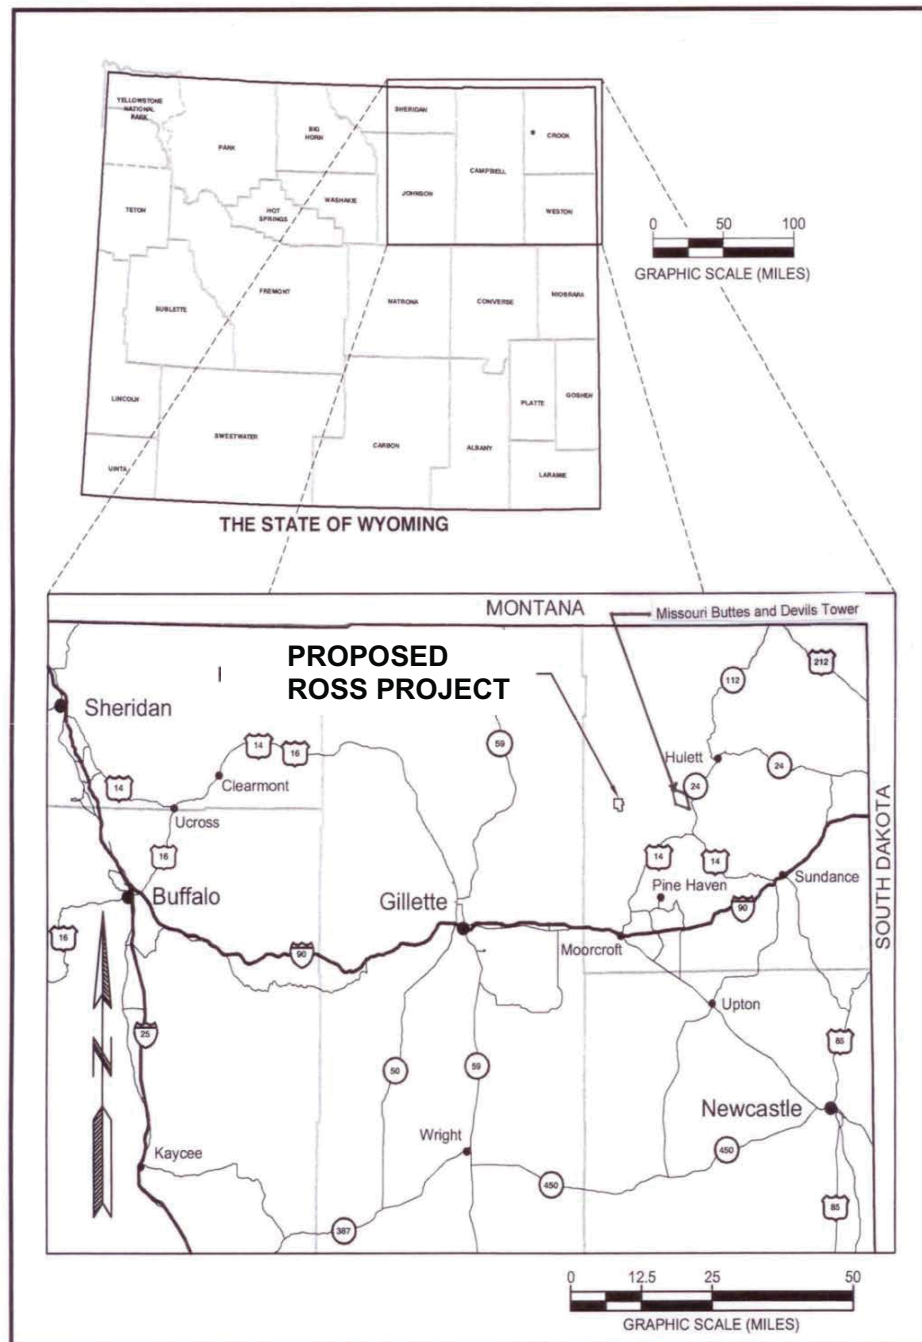 YELLOWSTONE
NATIONAL
PARK
PARK
BIG
HORN
SHERIDAN
CROOK
CAMPBELL
JOHNSON
WASHAKIE
TETON
HOT
SPRINGS
WESTON
0 50 100
GRAPHIC SCALE (MILES)
FREMONT
SUBLETTE
NATRONA
CONVERSE
NIOBRARA
LINCOLN
PLATTE
GOSHEN
SWEETWATER
CARBON
ALBANY
UINTA
LARAMIE
THE STATE OF WYOMING
MONTANA
Missouri Buttes and Devils Tower
PROPOSED
ROSS PROJECT
212
112
Sheridan
59
Hulett
14 16
24
24
Clearmont
14
Ucross
16
14
14
SOUTH DAKOTA
Sundance
Pine Haven
Buffalo
Gillette
90
16
Moorcroft
90
Upton
25
N
85
50
59
Newcastle
Wright
450
Kaycee
450
85
387
0 12.5 25 50
GRAPHIC SCALE (MILES)